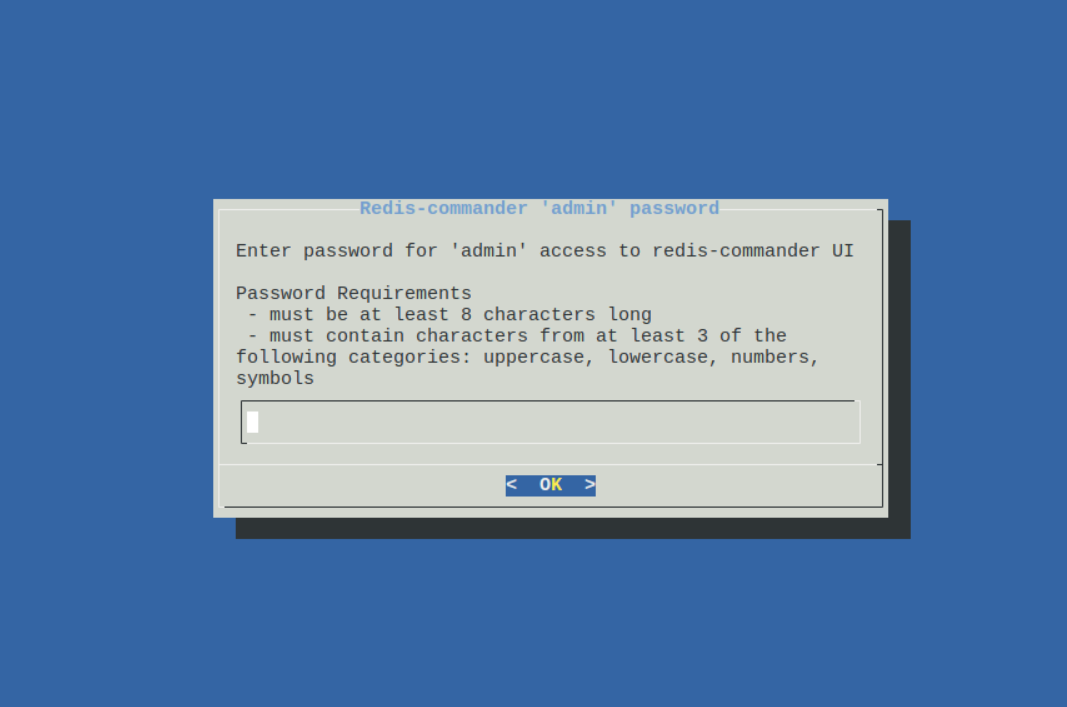 Redis-commander 'admin' password
Enter password for 'admin' access to redis-commander UI
Password Requirements
- must be at least 8 characters long
- must contain characters from at least 3 of the
following categories: uppercase, lowercase, numbers,
symbols
< OK >